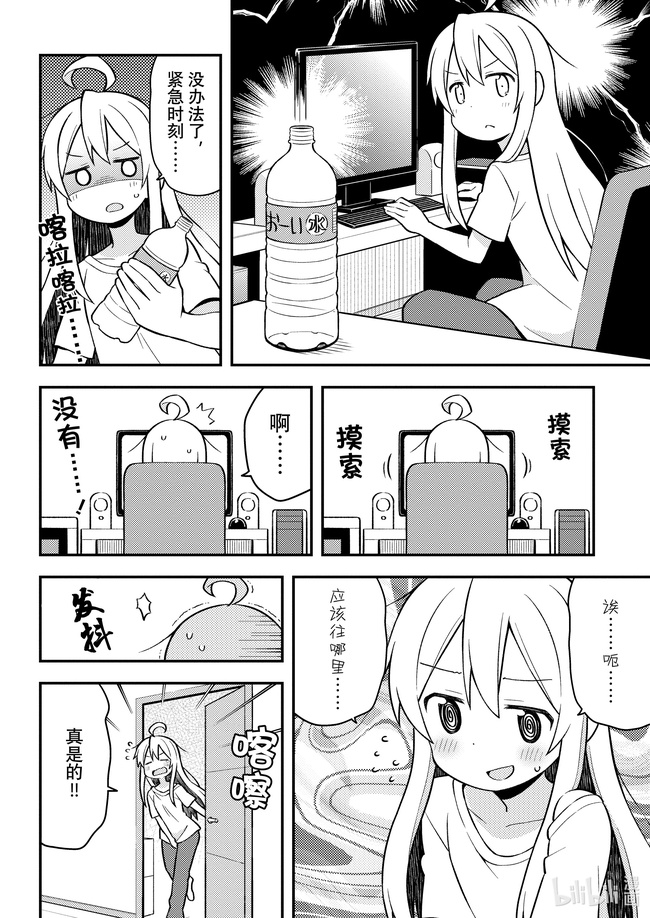 お〜い 水
没办法了，
紧急时刻……
水
喀拉喀拉……
摸索
摸索
啊……
没有……！
诶……呃……
应该往哪里……
发抖
喀嚓
真是的!!
bilibili漫画